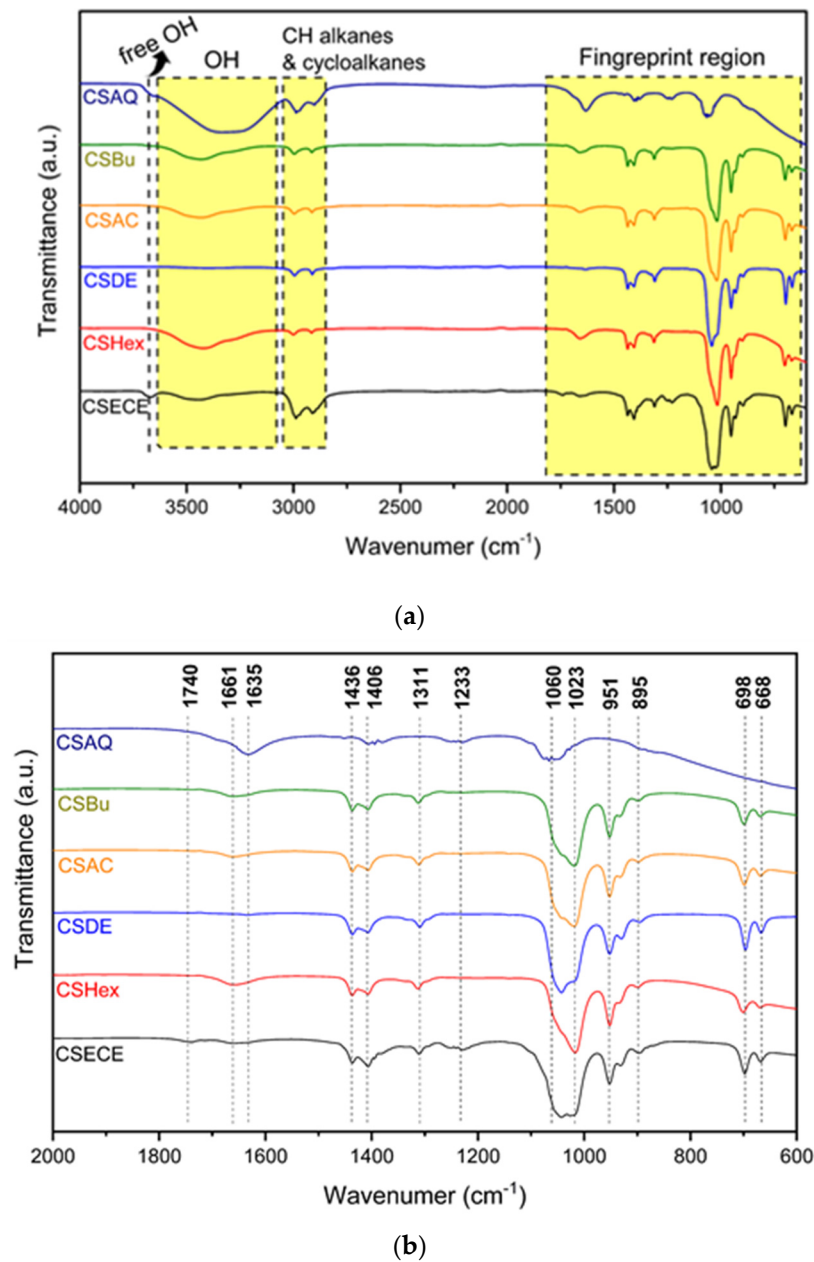 free OH
OH
CH alkanes
& cycloalkanes
Fingreprint region
CSAQ
CSBu
CSAC
CSDE
CSHex
CSECE
Transmittance (a.u.)
4000 3500 3000 2500 2000 1500 1000
Wavenumer (cm-1)
(a)
1740 1661 1635 1436 1406 1311 1233 1060 1023 951 895 698 668
CSAQ
CSBu
CSAC
CSDE
CSHex
CSECE
Transmittance (a.u.)
2000 1800 1600 1400 1200 1000 800 600
Wavenumer (cm-1)
(b)